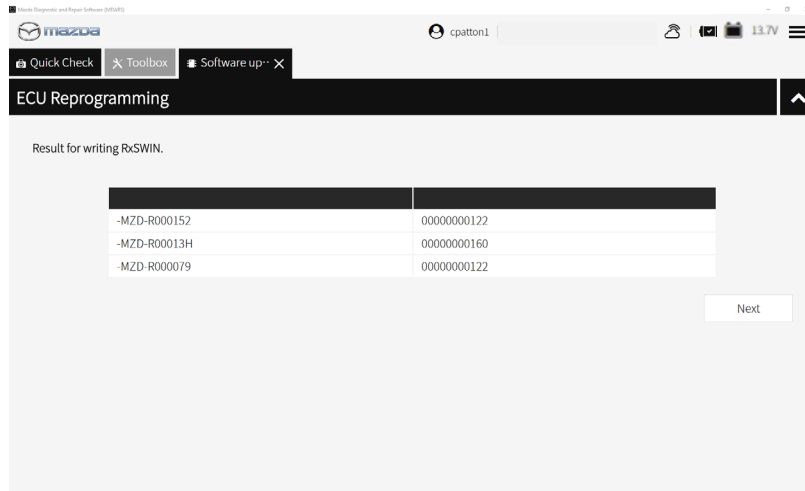 Mazda Diagnostic and Repair Software (MDARS)
mazda
cpatton1
13.7V
Quick Check
Toolbox
Software up··
ECU Reprogramming
Result for writing RxSWIN.
-MZD-R000152 00000000122
-MZD-R00013H 00000000160
-MZD-R000079 00000000122
Next